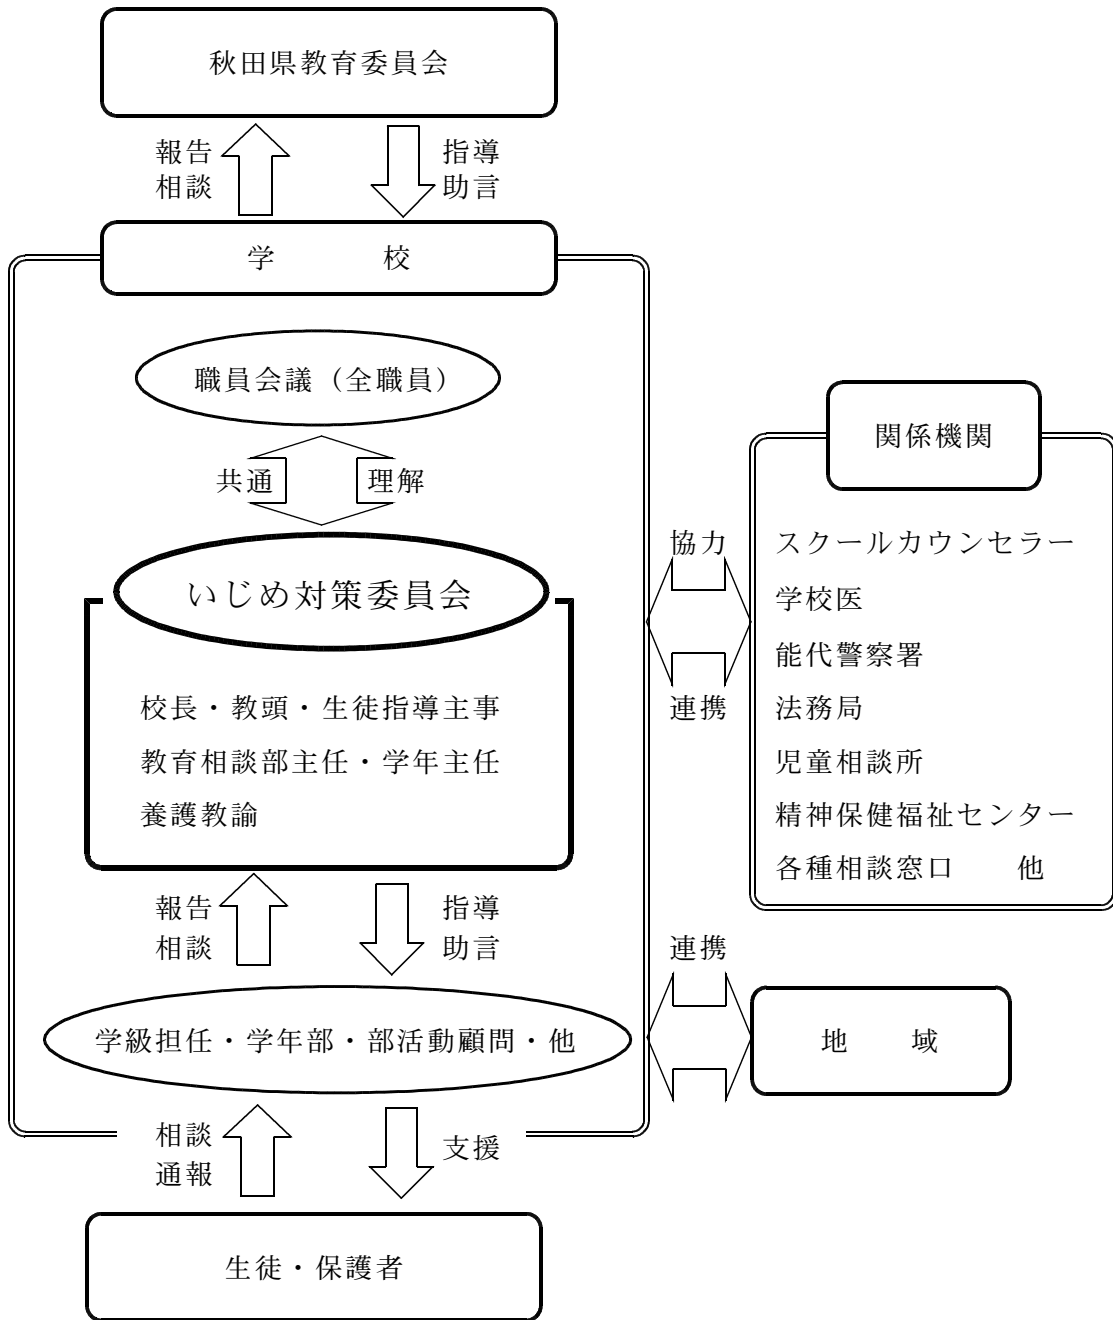 秋田県教育委員会
報告
相談
指導
助言
学　　　校
職員会議（全職員）
共通
理解
いじめ対策委員会
校長・教頭・生徒指導主事
教育相談部主任・学年主任
養護教諭
報告
相談
指導
助言
学級担任・学年部・部活動顧問・他
相談
通報
支援
生徒・保護者
協力
連携
関係機関
スクールカウンセラー
学校医
能代警察署
法務局
児童相談所
精神保健福祉センター
各種相談窓口　　他
連携
地　　域